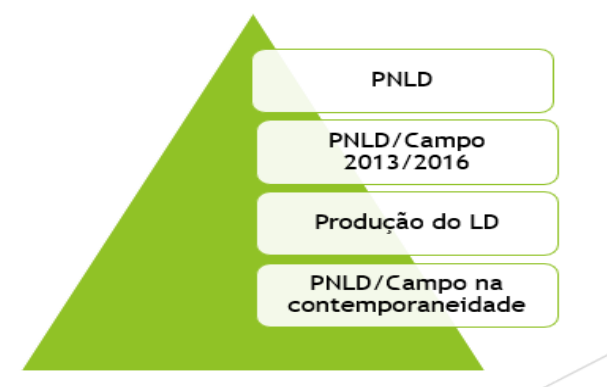 PNLD
PNLD/Campo
2013/2016
Produção do LD
PNLD/Campo na
contemporaneidade